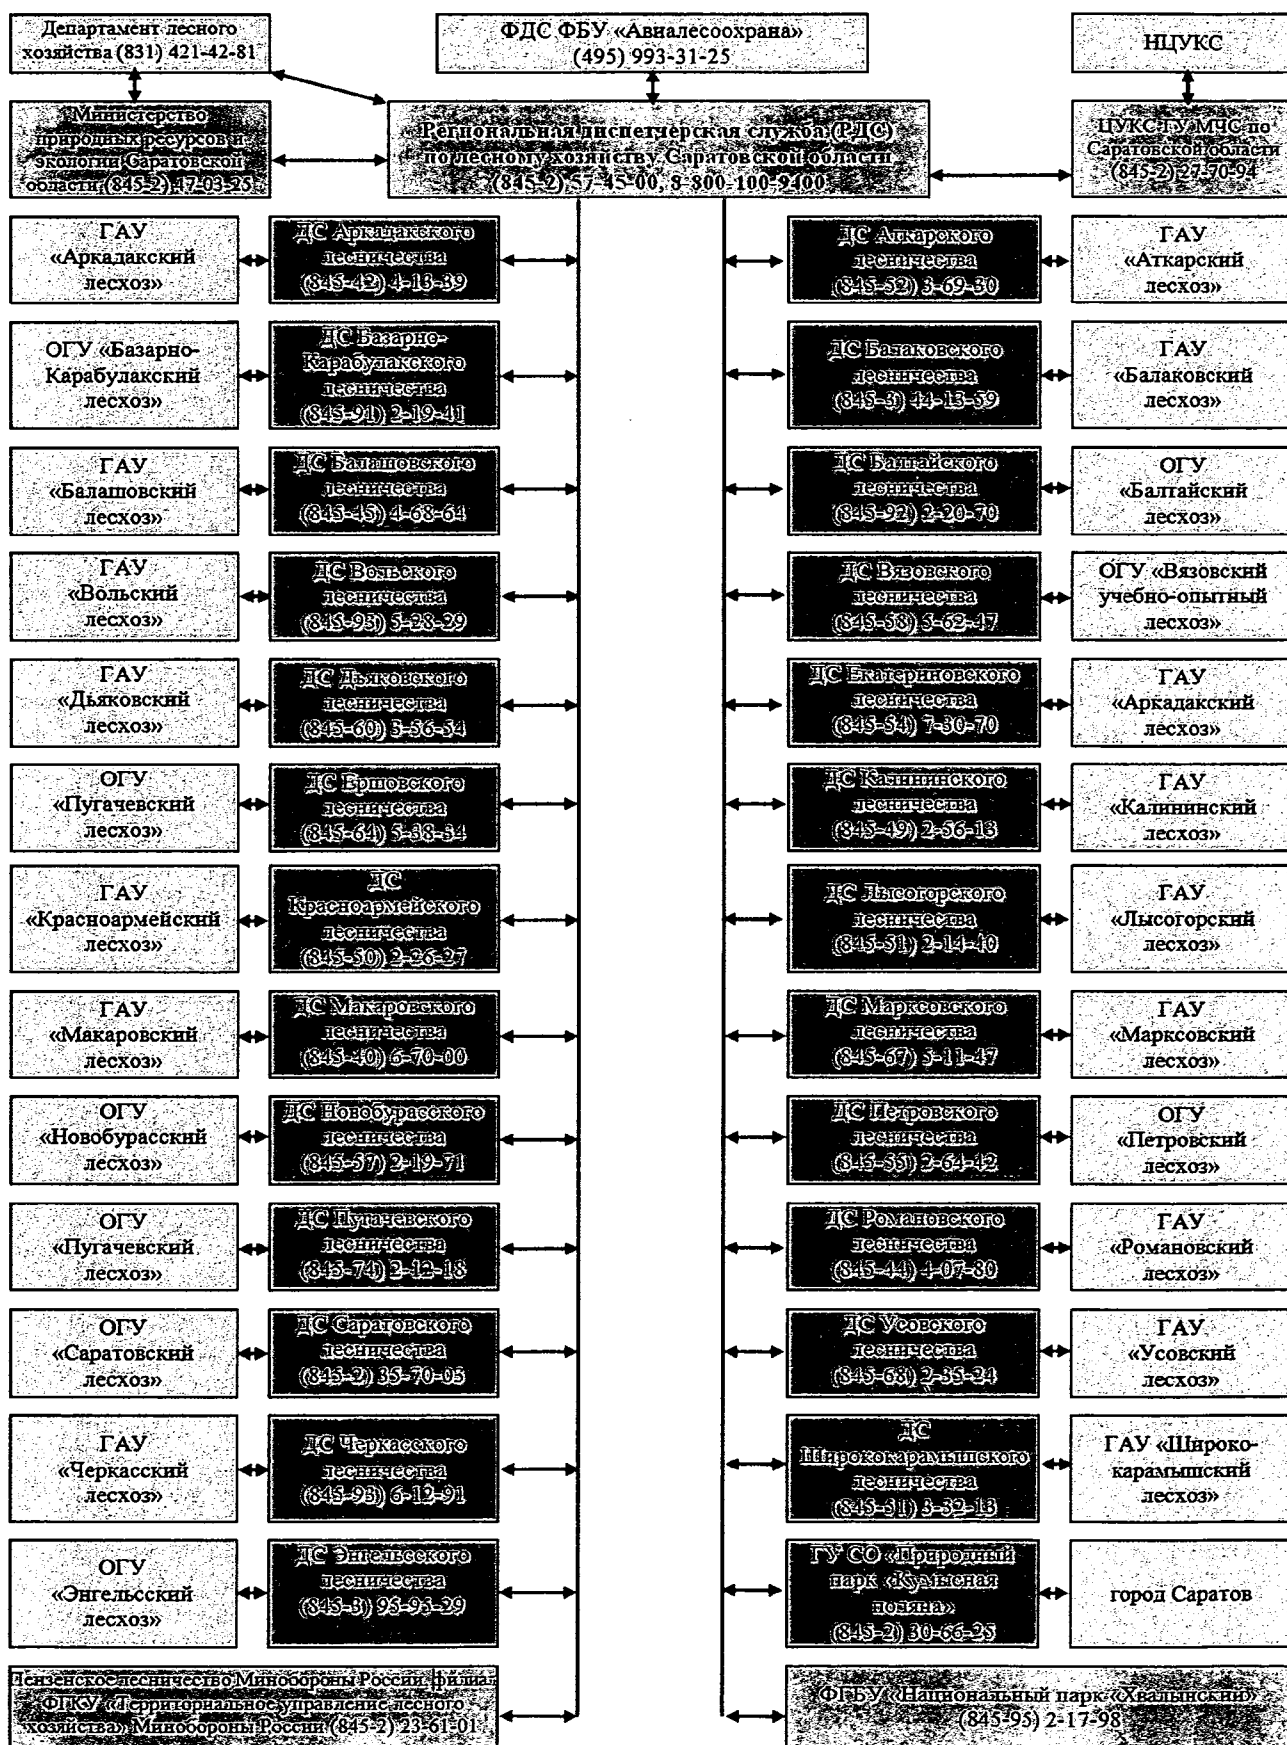 Департамент лесного
хозяйства (831) 421-42-81
ФДС ФБУ «Авиалесоохрана»
(495) 993-31-25
НЦУКС
Министерство
природных ресурсов и
экологии Саратовской
области (845-2) 47-03-25
Региональная диспетчерская служба (РДС)
по лесному хозяйству Саратовской области
(845-2) 57-45-00, 8-800-100-9400
ЦУКС ГУ МЧС по
Саратовской области
(845-2) 27-70-94
ГАУ
«Аркадакский
лесхоз»
ДС Аркадакского
лесничества
(845-42) 4-13-39
ДС Аткарского
лесничества
(845-52) 3-69-30
ГАУ
«Аткарский
лесхоз»
ОГУ «Базарно-
Карабулакский
лесхоз»
ДС Базарно-
Карабулакского
лесничества
(845-91) 2-19-41
ДС Балаковского
лесничества
(845-3) 44-13-59
ГАУ
«Балаковский
лесхоз»
ГАУ
«Балашовский
лесхоз»
ДС Балашовского
лесничества
(845-45) 4-68-64
ДС Балтайского
лесничества
(845-92) 2-20-70
ОГУ
«Балтайский
лесхоз»
ГАУ
«Вольский
лесхоз»
ДС Вольского
лесничества
(845-93) 5-28-29
ДС Вязовского
лесничества
(845-58) 5-62-47
ОГУ «Вязовский
учебно-опытный
лесхоз»
ГАУ
«Дьяковский
лесхоз»
ДС Дьяковского
лесничества
(845-60) 5-56-54
ДС Екатериновского
лесничества
(845-54) 7-30-70
ГАУ
«Аркадакский
лесхоз»
ОГУ
«Пугачевский
лесхоз»
ДС Ершовского
лесничества
(845-64) 5-38-34
ДС Калининского
лесничества
(845-49) 2-56-13
ГАУ
«Калининский
лесхоз»
ГАУ
«Красноармейский
лесхоз»
ДС
Красноармейского
лесничества
(845-50) 2-26-27
ДС Лысогорского
лесничества
(845-51) 2-14-40
ГАУ
«Лысогорский
лесхоз»
ГАУ
«Макаровский
лесхоз»
ДС Макаровского
лесничества
(845-40) 6-70-00
ДС Марксовского
лесничества
(845-67) 5-11-47
ГАУ
«Марксовский
лесхоз»
ОГУ
«Новобурасский
лесхоз»
ДС Новобурасского
лесничества
(845-57) 2-19-71
ДС Петровского
лесничества
(845-55) 2-64-42
ОГУ
«Петровский
лесхоз»
ОГУ
«Пугачевский
лесхоз»
ДС Пугачевского
лесничества
(845-74) 2-12-18
ДС Романовского
лесничества
(845-44) 4-07-80
ГАУ
«Романовский
лесхоз»
ОГУ
«Саратовский
лесхоз»
ДС Саратовского
лесничества
(845-2) 35-70-03
ДС Усовского
лесничества
(845-68) 2-35-24
ГАУ
«Усовский
лесхоз»
ГАУ
«Черкасский
лесхоз»
ДС Черкасского
лесничества
(845-93) 6-12-91
ДС
Ширококарамышского
лесничества
(845-51) 3-32-13
ГАУ «Широко-
карамышский
лесхоз»
ОГУ
«Энгельсский
лесхоз»
ДС Энгельсского
лесничества
(845-3) 95-95-29
ГУ СО «Природный
парк «Кумысная
поляна»
(845-2) 30-66-25
город Саратов
Пензенское лесничество Минобороны России филиал
ФГКУ «Территориальное управление лесного
хозяйства» Минобороны России (845-2) 23-61-01
ФГБУ «Национальный парк «Хвалынский»
(845-95) 2-17-98